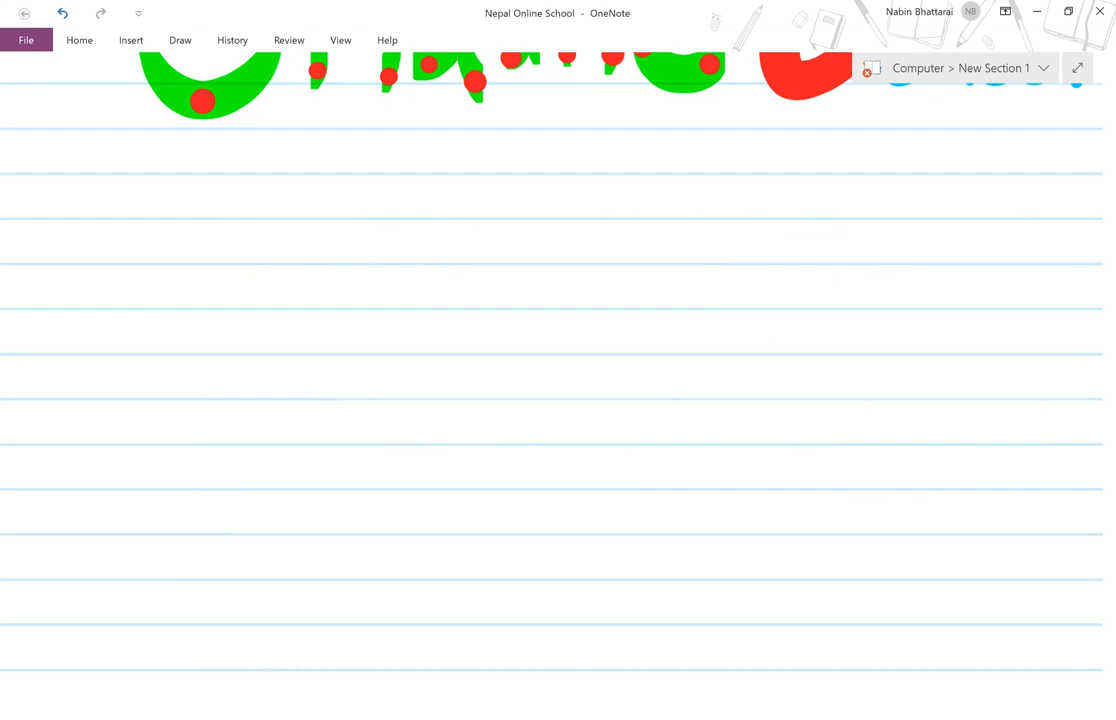 Nepal Online School - OneNote
Nabin Bhattarai NB
File Home Insert Draw History Review View Help
Computer > New Section 1